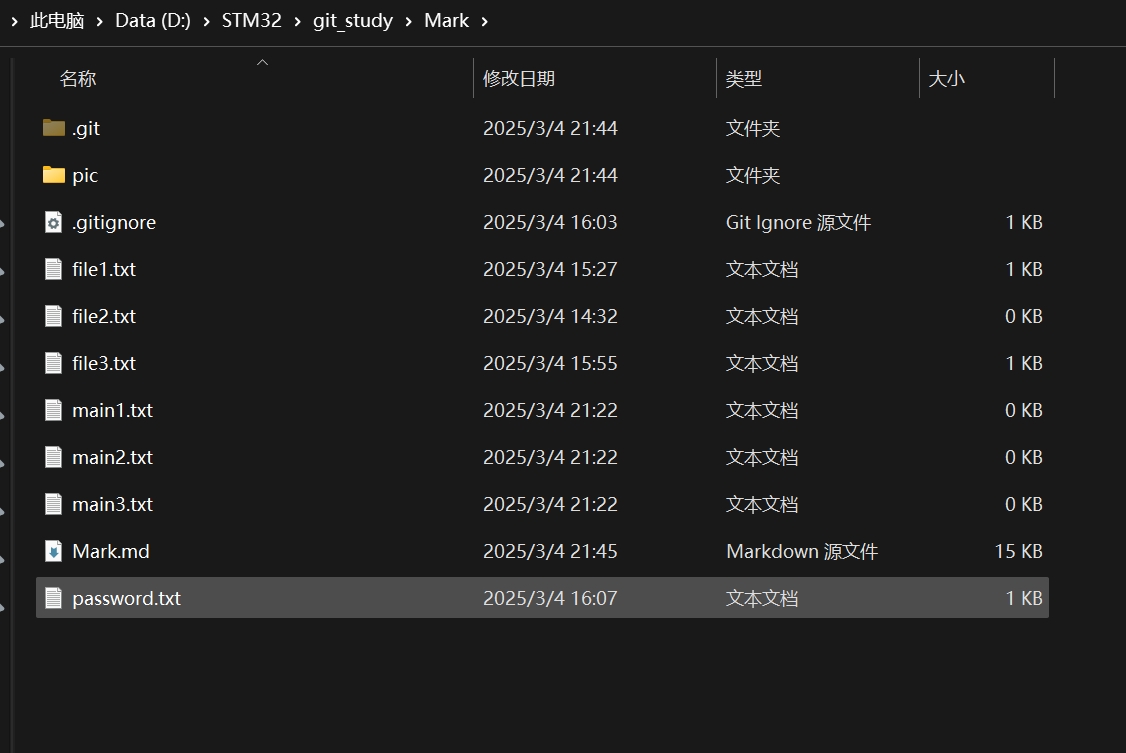 › 此电脑 › Data (D:) › STM32 › git_study › Mark ›
名称 修改日期 类型 大小
.git 2025/3/4 21:44 文件夹
pic 2025/3/4 21:44 文件夹
.gitignore 2025/3/4 16:03 Git Ignore 源文件 1 KB
file1.txt 2025/3/4 15:27 文本文档 1 KB
file2.txt 2025/3/4 14:32 文本文档 0 KB
file3.txt 2025/3/4 15:55 文本文档 1 KB
main1.txt 2025/3/4 21:22 文本文档 0 KB
main2.txt 2025/3/4 21:22 文本文档 0 KB
main3.txt 2025/3/4 21:22 文本文档 0 KB
Mark.md 2025/3/4 21:45 Markdown 源文件 15 KB
password.txt 2025/3/4 16:07 文本文档 1 KB